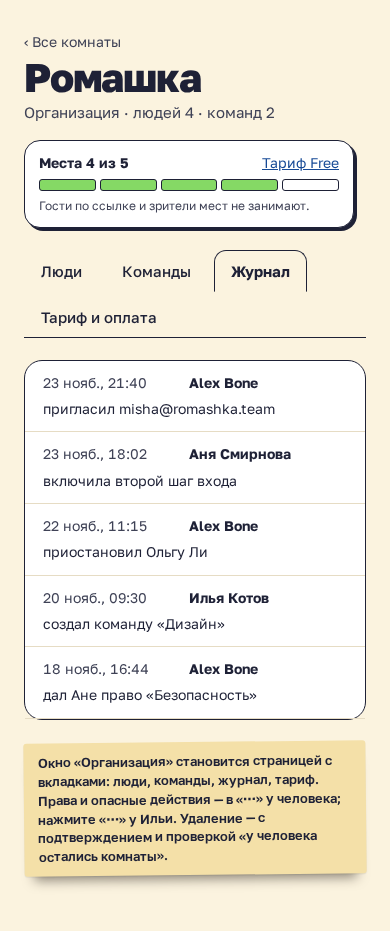 ‹ Все комнаты
Ромашка
Организация · людей 4 · команд 2
Места 4 из 5 Тариф Free
Гости по ссылке и зрители мест не занимают.
Люди Команды Журнал
Тариф и оплата
23 нояб., 21:40 Alex Bone
пригласил misha@romashka.team
23 нояб., 18:02 Аня Смирнова
включила второй шаг входа
22 нояб., 11:15 Alex Bone
приостановил Ольгу Ли
20 нояб., 09:30 Илья Котов
создал команду «Дизайн»
18 нояб., 16:44 Alex Bone
дал Ане право «Безопасность»
Окно «Организация» становится страницей с
вкладками: люди, команды, журнал, тариф.
Права и опасные действия — в «···» у человека;
нажмите «···» у Ильи. Удаление — с
подтверждением и проверкой «у человека
остались комнаты».